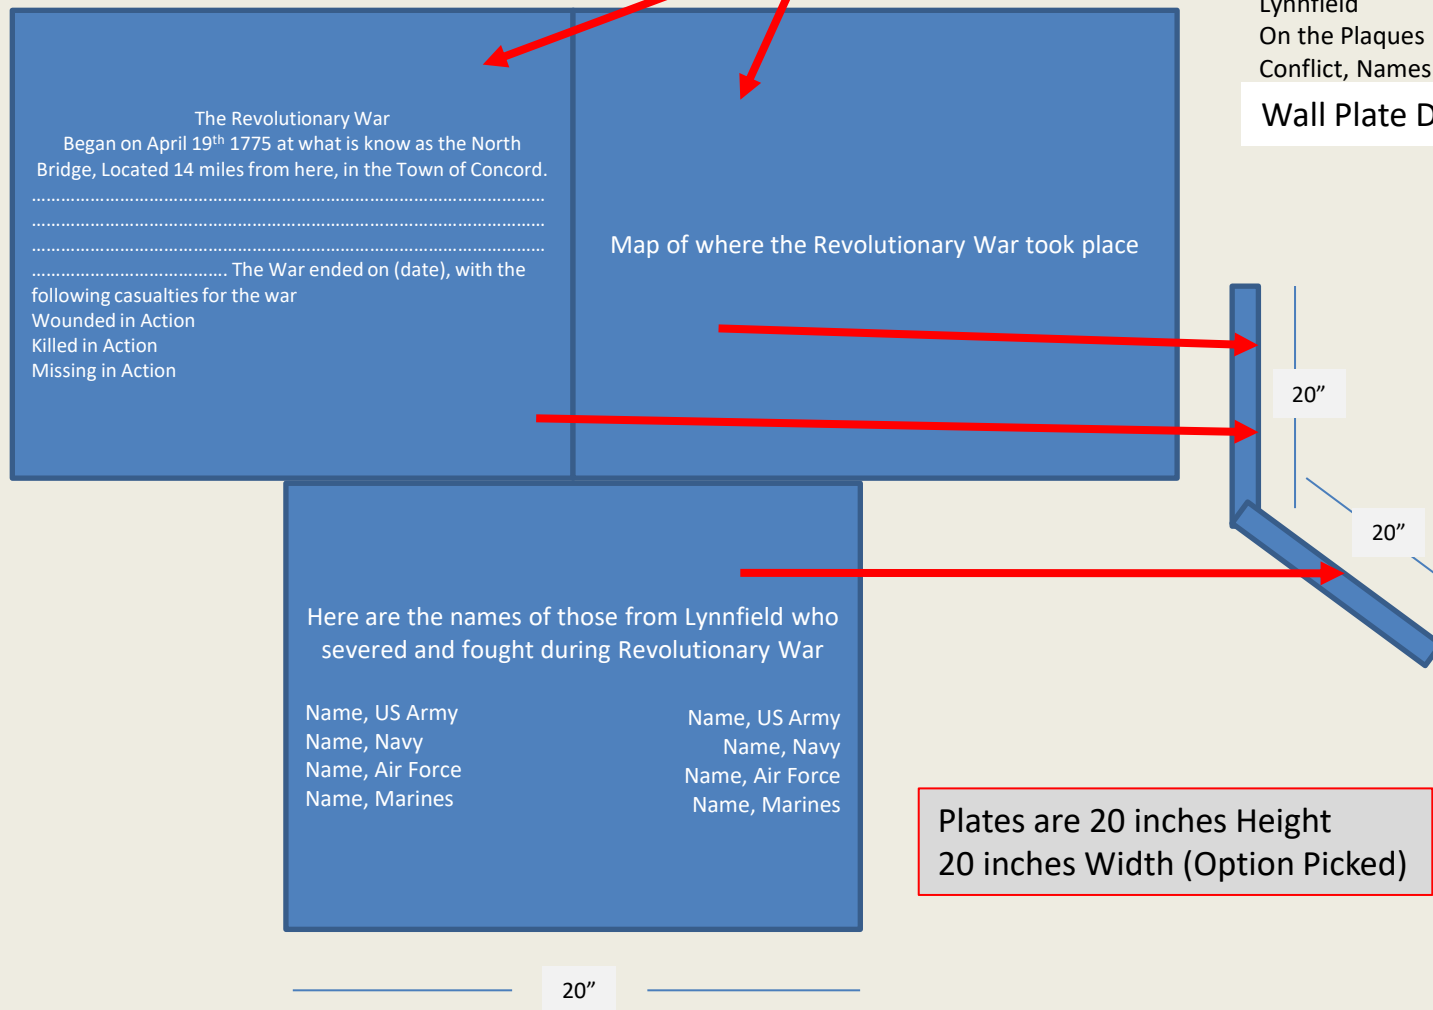 Lynnfield
On the Plaques
Conflict, Names
Wall Plate D
The Revolutionary War
Began on April 19th 1775 at what is know as the North
Bridge, Located 14 miles from here, in the Town of Concord.
……………………………………………………………………………………………
……………………………………………………………………………………………
……………………………………………………………………………………………
…………………………………. The War ended on (date), with the
following casualties for the war
Wounded in Action
Killed in Action
Missing in Action
Map of where the Revolutionary War took place
20”
20”
Here are the names of those from Lynnfield who
severed and fought during Revolutionary War
Name, US Army
Name, Navy
Name, Air Force
Name, Marines
Name, US Army
Name, Navy
Name, Air Force
Name, Marines
Plates are 20 inches Height
20 inches Width (Option Picked)
20”